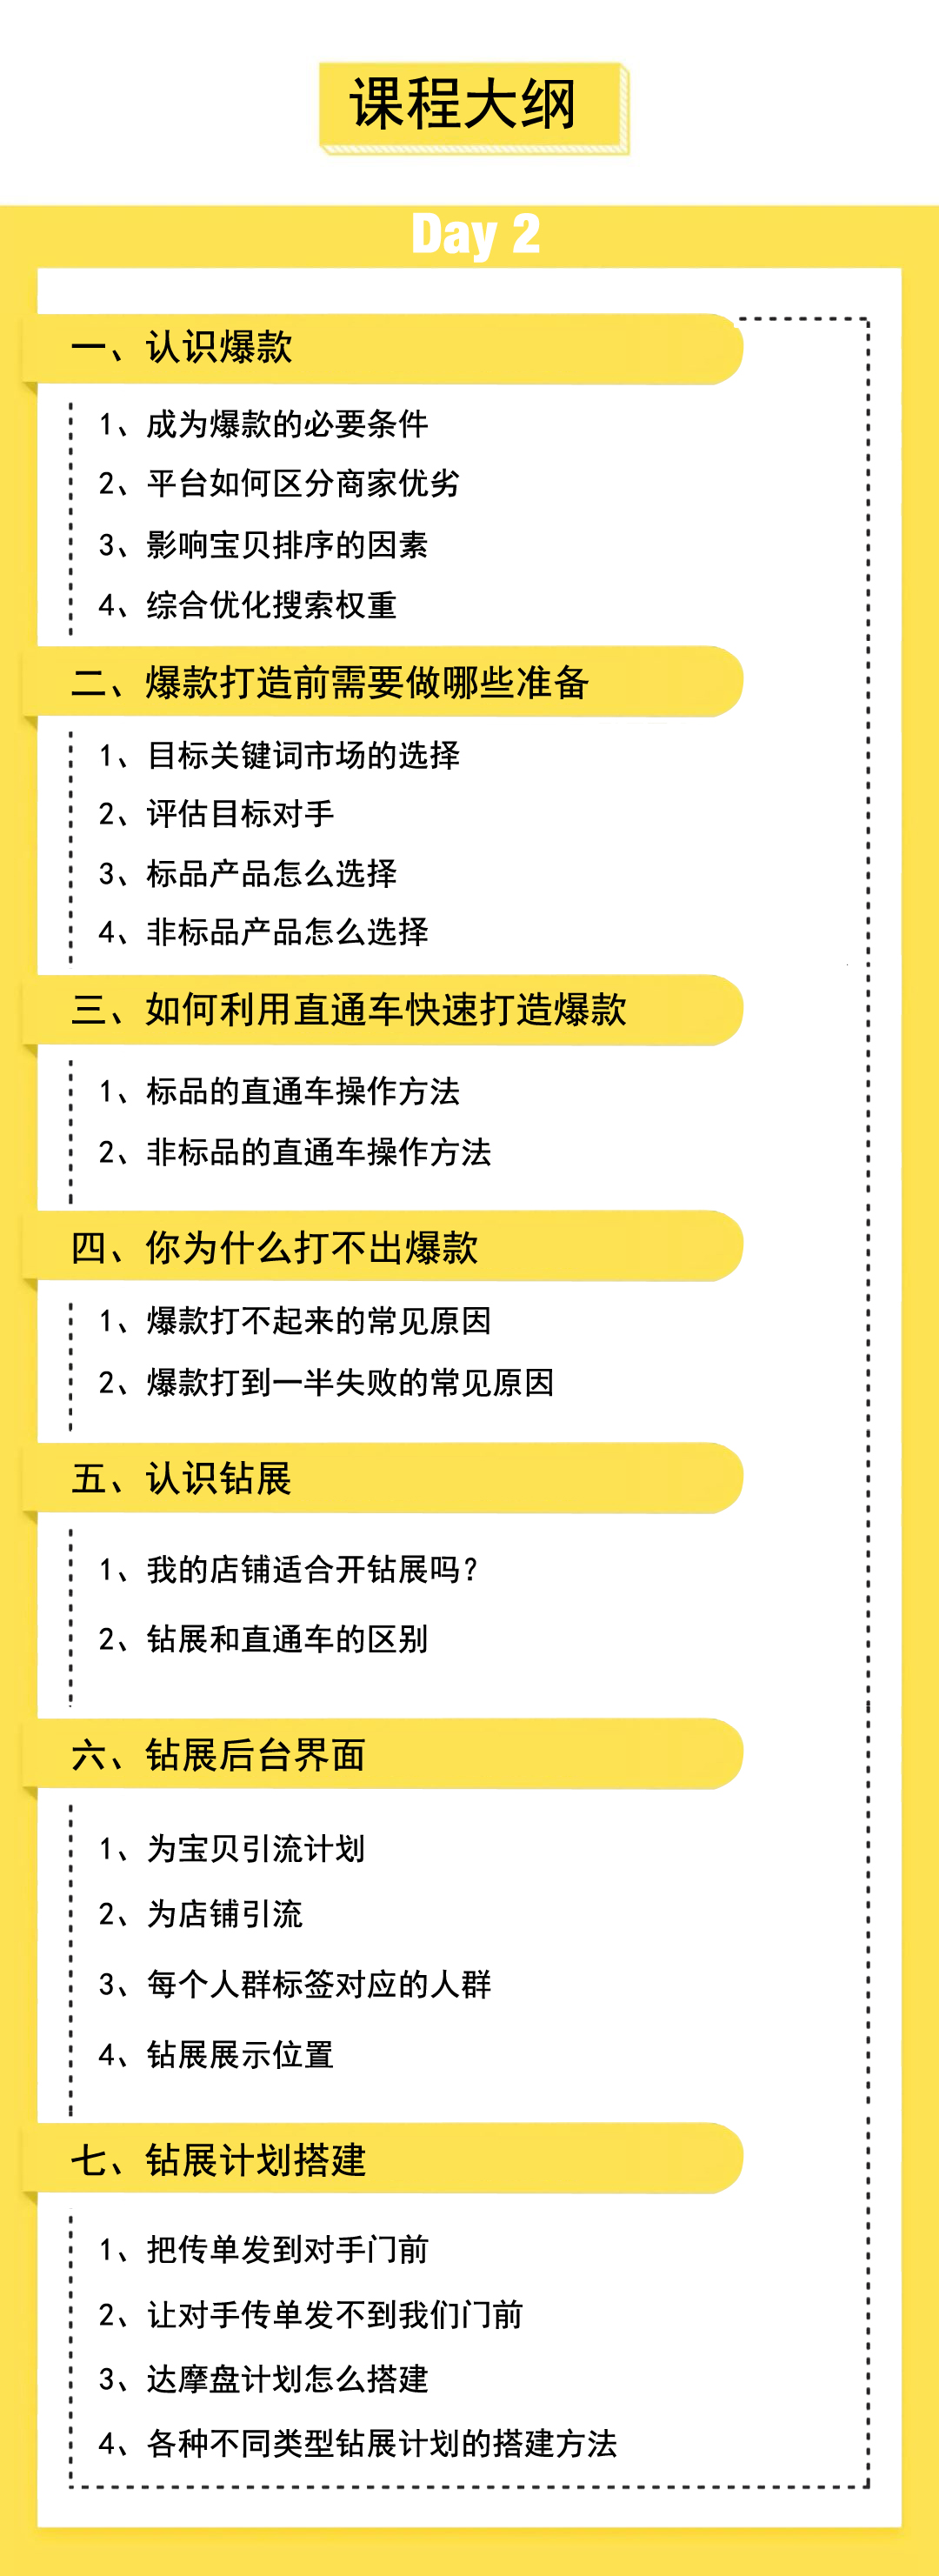 课程大纲
Day 2
一、认识爆款
1、成为爆款的必要条件
2、平台如何区分商家优劣
3、影响宝贝排序的因素
4、综合优化搜索权重
二、爆款打造前需要做哪些准备
1、目标关键词市场的选择
2、评估目标对手
3、标品产品怎么选择
4、非标品产品怎么选择
三、如何利用直通车快速打造爆款
1、标品的直通车操作方法
2、非标品的直通车操作方法
四、你为什么打不出爆款
1、爆款打不起来的常见原因
2、爆款打到一半失败的常见原因
五、认识钻展
1、我的店铺适合开钻展吗？
2、钻展和直通车的区别
六、钻展后台界面
1、为宝贝引流计划
2、为店铺引流
3、每个人群标签对应的人群
4、钻展展示位置
七、钻展计划搭建
1、把传单发到对手门前
2、让对手传单发不到我们门前
3、达摩盘计划怎么搭建
4、各种不同类型钻展计划的搭建方法